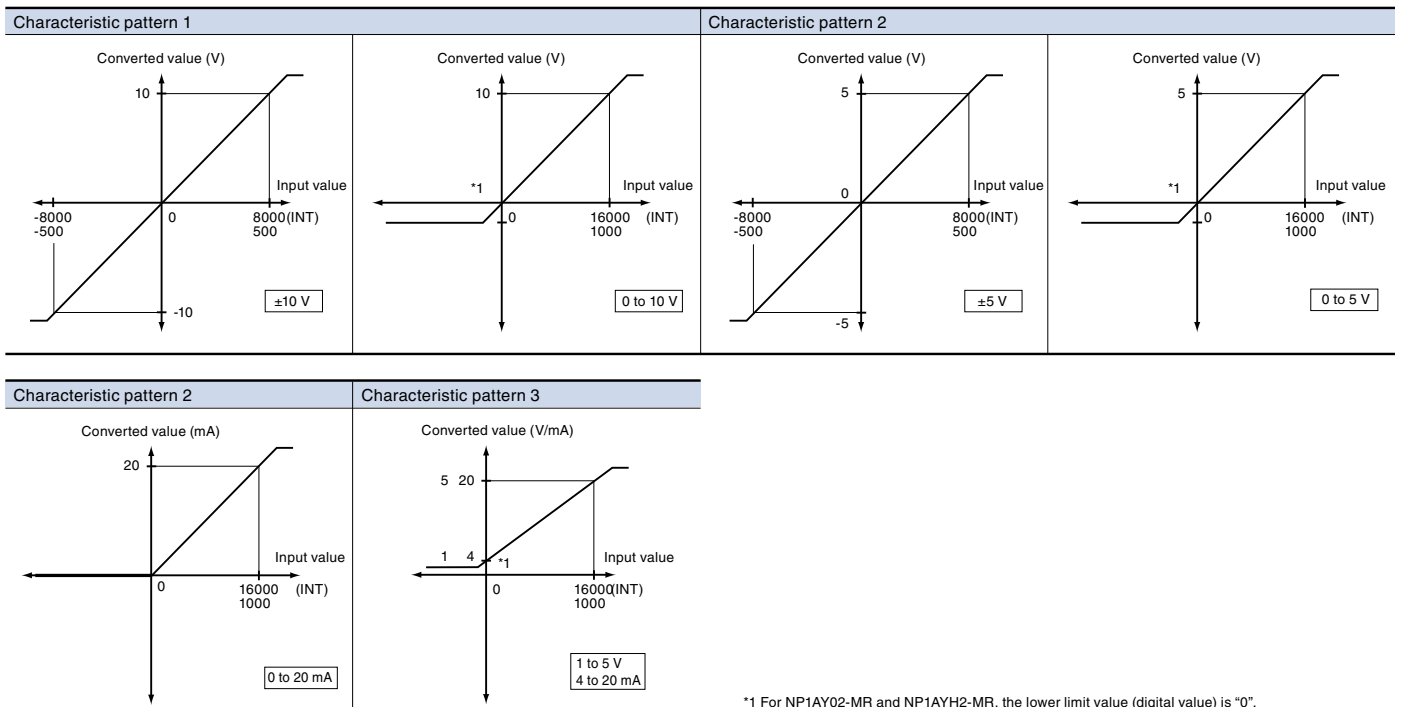 Characteristic pattern 1
Characteristic pattern 2
Converted value (V)
10
*1
Input value
-8000
-500
0
8000(INT)
500
-10
±10 V
Converted value (V)
10
*1
Input value
0
16000 (INT)
1000
0 to 10 V
Converted value (V)
5
0
Input value
-8000
-500
8000(INT)
500
-5
±5 V
Converted value (V)
5
*1
Input value
0
16000 (INT)
1000
0 to 5 V
Characteristic pattern 2
Characteristic pattern 3
Converted value (mA)
20
Input value
0
16000 (INT)
1000
0 to 20 mA
Converted value (V/mA)
5 20
1 4
*1
Input value
0
16000(INT)
1000
1 to 5 V
4 to 20 mA
*1 For NP1AY02-MR and NP1AYH2-MR, the lower limit value (digital value) is “0”.